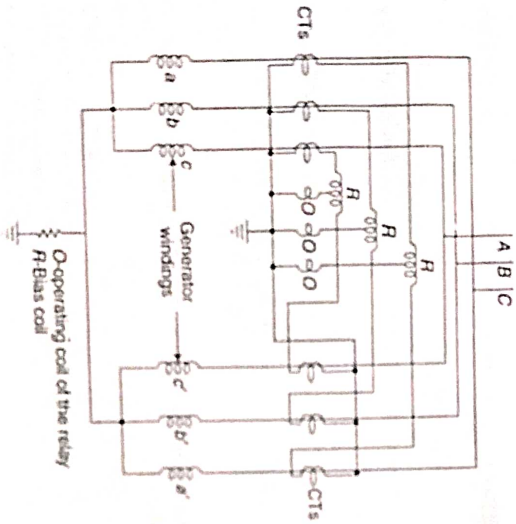 CTs
A
B
C
a
b
c
R
R
R
O
O
O
Generator
windings
c'
b'
a'
CTs
O-operating coil of the relay
R-Bias coil